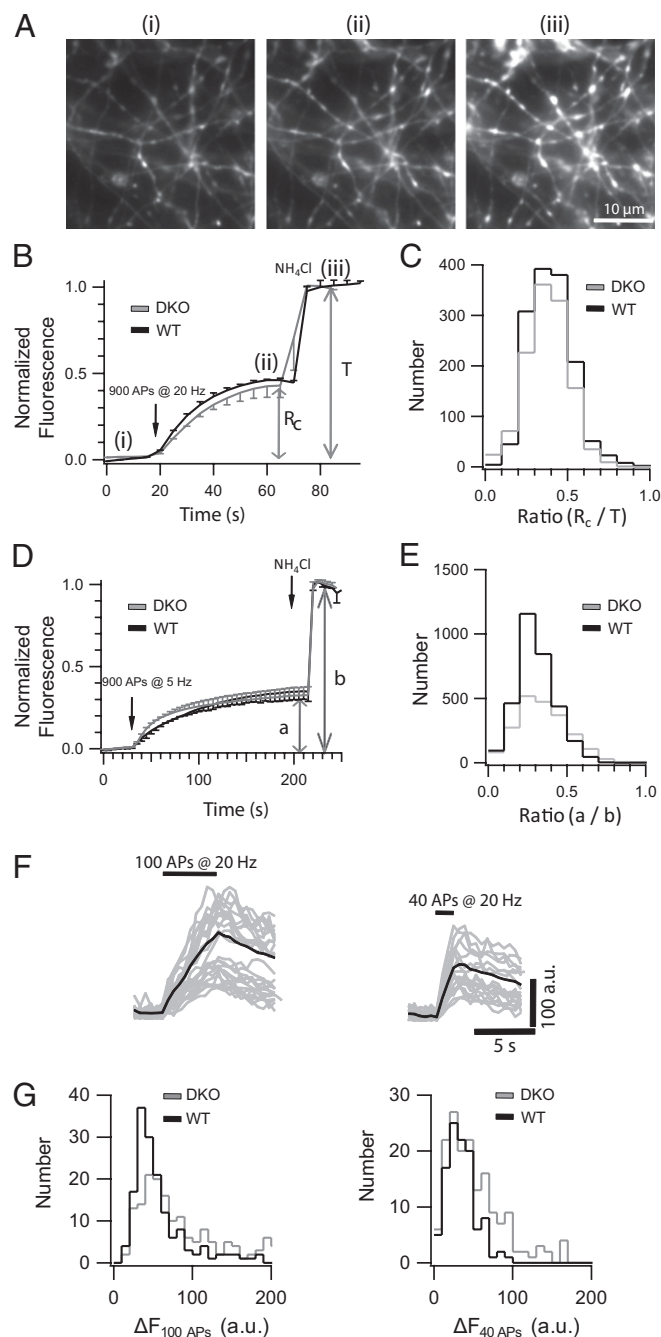 A
(i)
(ii)
(iii)
10 µm
B
Normalized
Fluorescence
1.0
0.5
0.0
DKO
WT
900 APs @ 20 Hz
(i)
(ii)
NH4Cl
(iii)
T
Rc
0
20
40
60
80
Time (s)
C
Number
400
300
200
100
0
DKO
WT
0.0
0.5
1.0
Ratio (Rc / T)
D
Normalized
Fluorescence
1.0
0.5
0.0
DKO
WT
900 APs @ 5 Hz
NH4Cl
a
b
0
100
200
Time (s)
E
Number
1500
1000
500
0
DKO
WT
0.0
0.5
1.0
Ratio (a / b)
F
100 APs @ 20 Hz
40 APs @ 20 Hz
100 a.u.
5 s
G
Number
40
30
20
10
0
DKO
WT
0
100
200
ΔF100 APs (a.u.)
Number
30
20
10
0
DKO
WT
0
100
200
ΔF40 APs (a.u.)